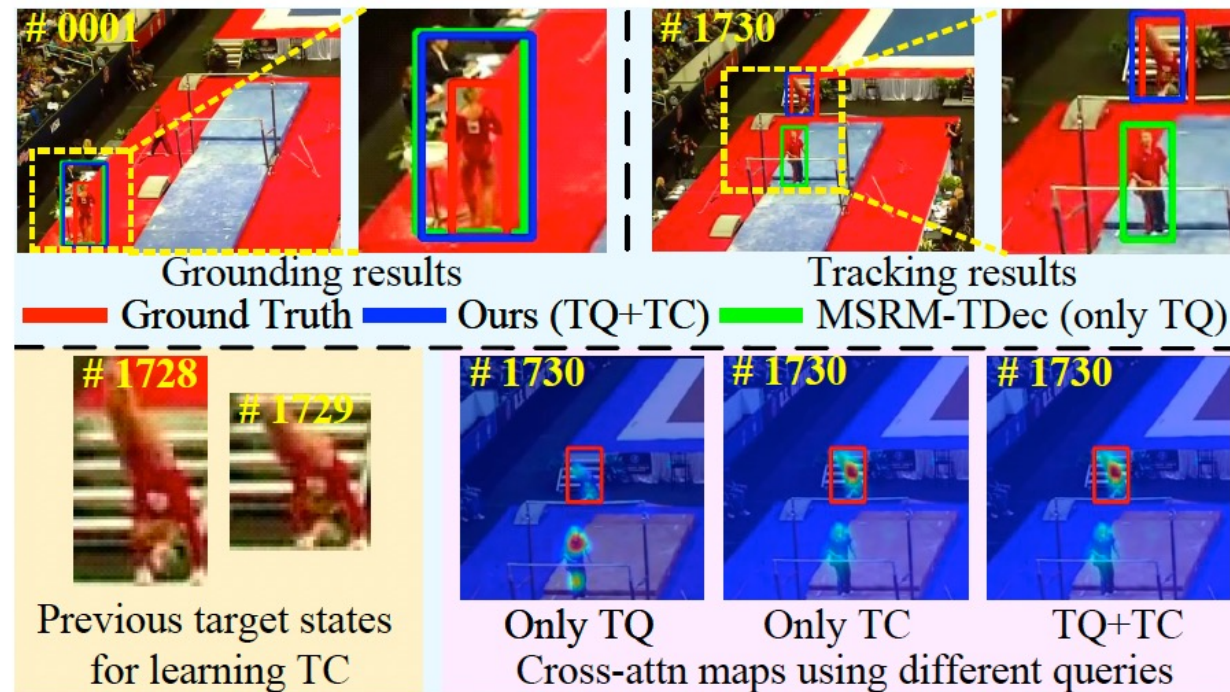 # 0001
# 1730
Grounding results
Tracking results
Ground Truth
Ours (TQ+TC)
MSRM-TDec (only TQ)
# 1728
# 1729
Previous target states
for learning TC
# 1730
# 1730
# 1730
Only TQ
Only TC
TQ+TC
Cross-attn maps using different queries